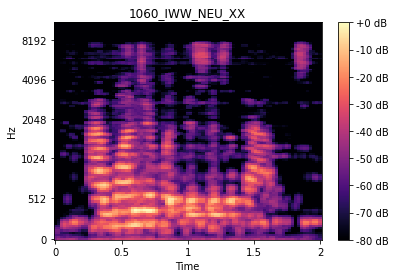 1060_IWW_NEU_XX
Hz
8192
4096
2048
1024
512
0
0
0.5
1
1.5
2
Time
+0 dB
-10 dB
-20 dB
-30 dB
-40 dB
-50 dB
-60 dB
-70 dB
-80 dB